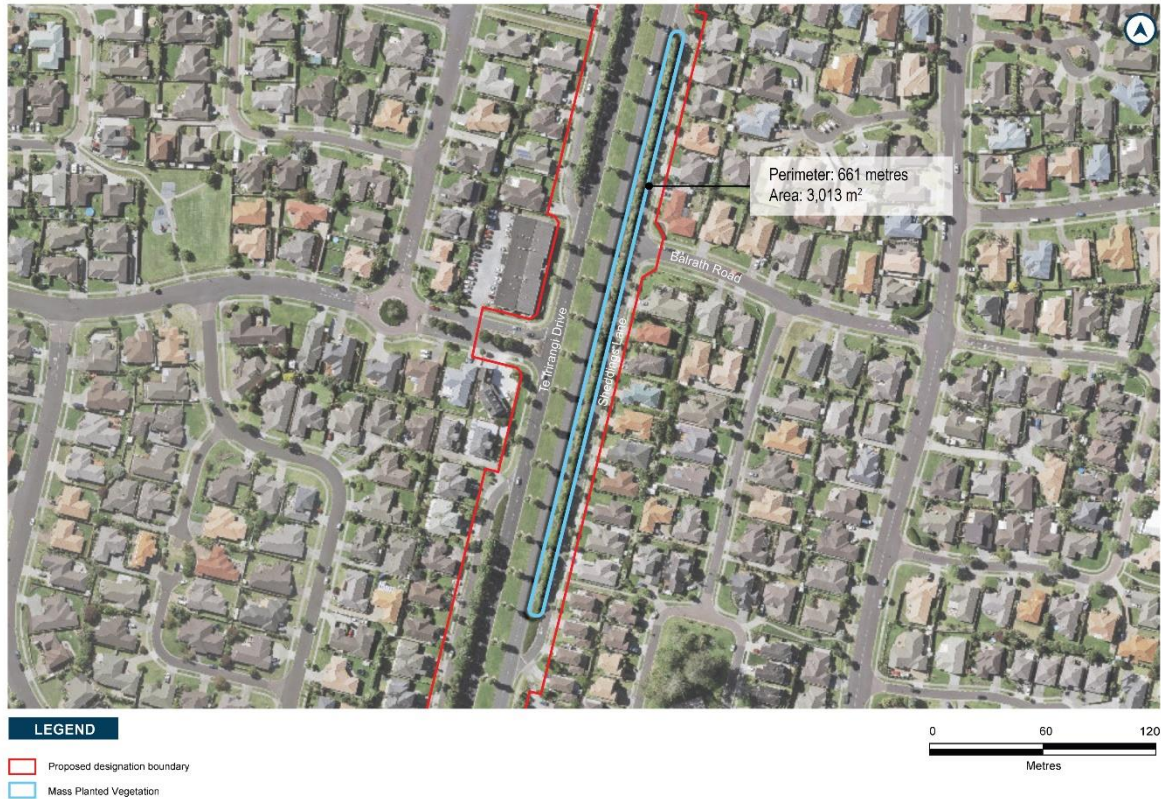 Perimeter: 661 metres
Area: 3,013 m²
Balrath Road
Te Irirangi Drive
Sheddings Lane
LEGEND
Proposed designation boundary
Mass Planted Vegetation
0 60 120
Metres